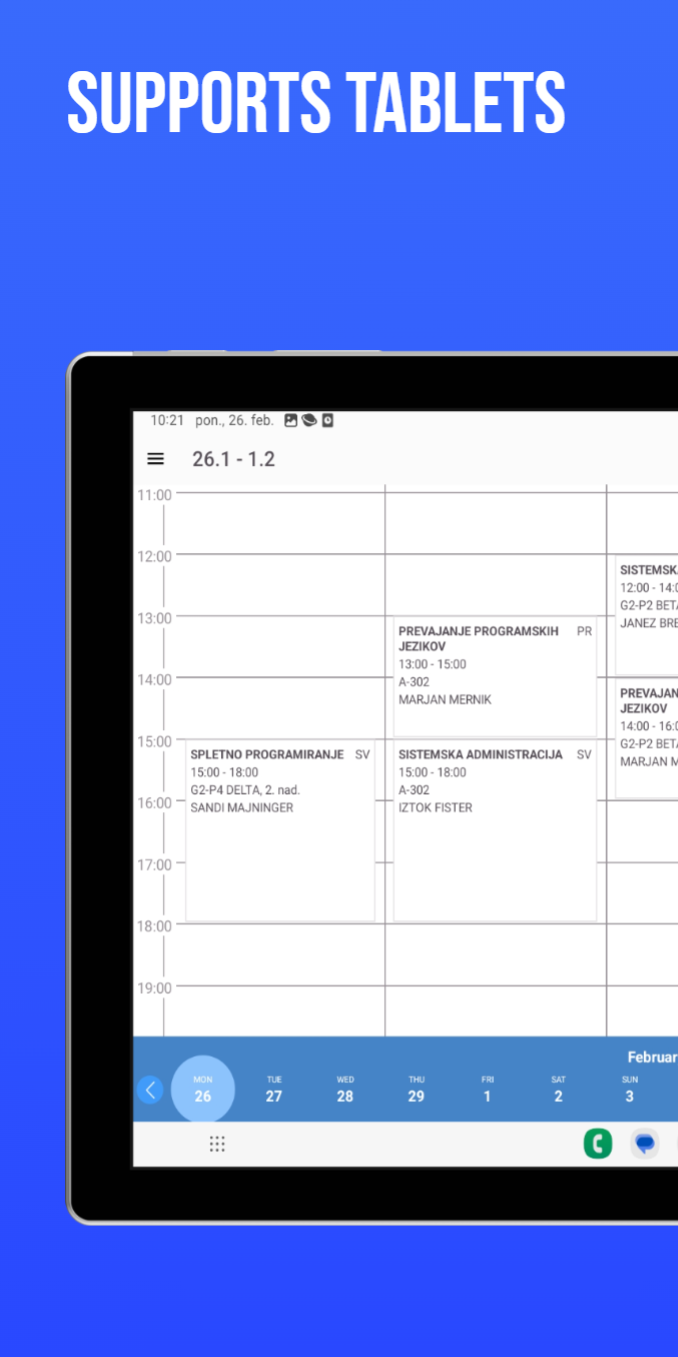 SUPPORTS TABLETS
10:21 pon., 26. feb.
26.1 - 1.2
11:00
12:00
13:00
14:00
15:00
16:00
17:00
18:00
19:00
SPLETNO PROGRAMIRANJE SV
15:00 - 18:00
G2-P4 DELTA, 2. nad.
SANDI MAJNINGER
PREVAJANJE PROGRAMSKIH PR
JEZIKOV
13:00 - 15:00
A-302
MARJAN MERNIK
SISTEMSKA ADMINISTRACIJA SV
15:00 - 18:00
A-302
IZTOK FISTER
SISTEMSK
12:00 - 14:0
G2-P2 BET
JANEZ BRE
PREVAJAN
JEZIKOV
14:00 - 16:0
G2-P2 BET
MARJAN M
Februar
MON TUE WED THU FRI SAT SUN
26 27 28 29 1 2 3